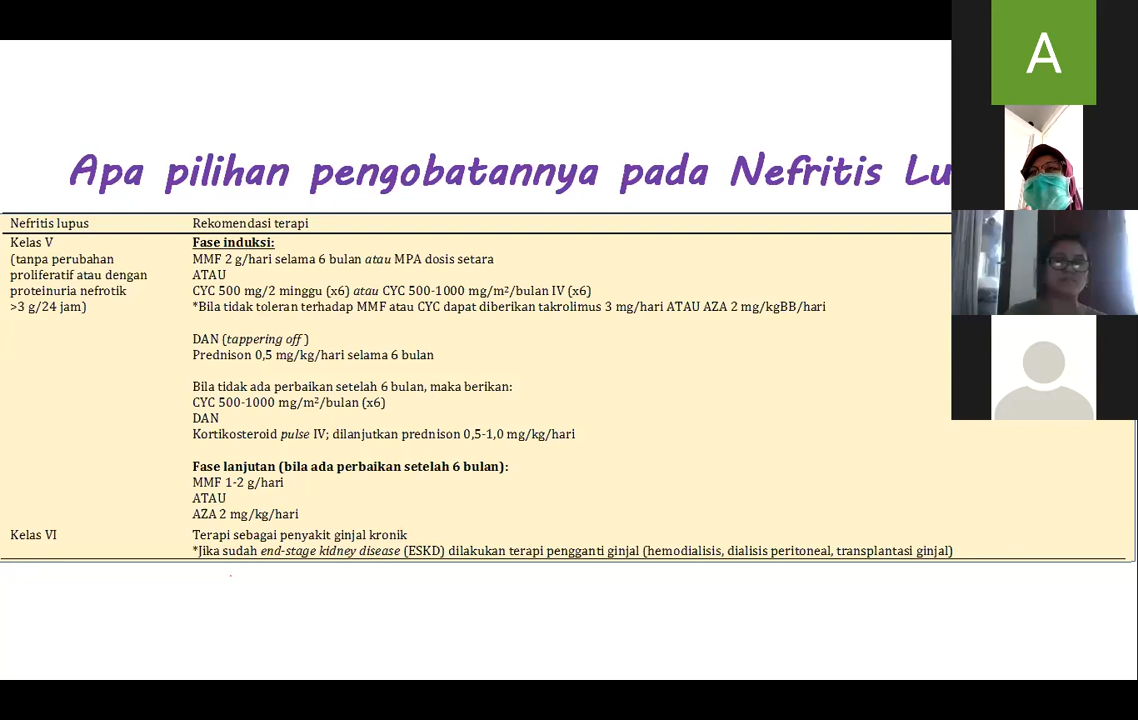 A
Apa pilihan pengobatannya pada Nefritis Lu
Nefritis lupus Rekomendasi terapi
Kelas V Fase induksi:
(tanpa perubahan MMF 2 g/hari selama 6 bulan atau MPA dosis setara
proliferatif atau dengan ATAU
proteinuria nefrotik CYC 500 mg/2 minggu (x6) atau CYC 500-1000 mg/m²/bulan IV (x6)
>3 g/24 jam) *Bila tidak toleran terhadap MMF atau CYC dapat diberikan takrolimus 3 mg/hari ATAU AZA 2 mg/kgBB/hari
DAN (tappering off)
Prednison 0,5 mg/kg/hari selama 6 bulan
Bila tidak ada perbaikan setelah 6 bulan, maka berikan:
CYC 500-1000 mg/m²/bulan (x6)
DAN
Kortikosteroid pulse IV; dilanjutkan prednison 0,5-1,0 mg/kg/hari
Fase lanjutan (bila ada perbaikan setelah 6 bulan):
MMF 1-2 g/hari
ATAU
AZA 2 mg/kg/hari
Kelas VI Terapi sebagai penyakit ginjal kronik
*Jika sudah end-stage kidney disease (ESKD) dilakukan terapi pengganti ginjal (hemodialisis, dialisis peritoneal, transplantasi ginjal)